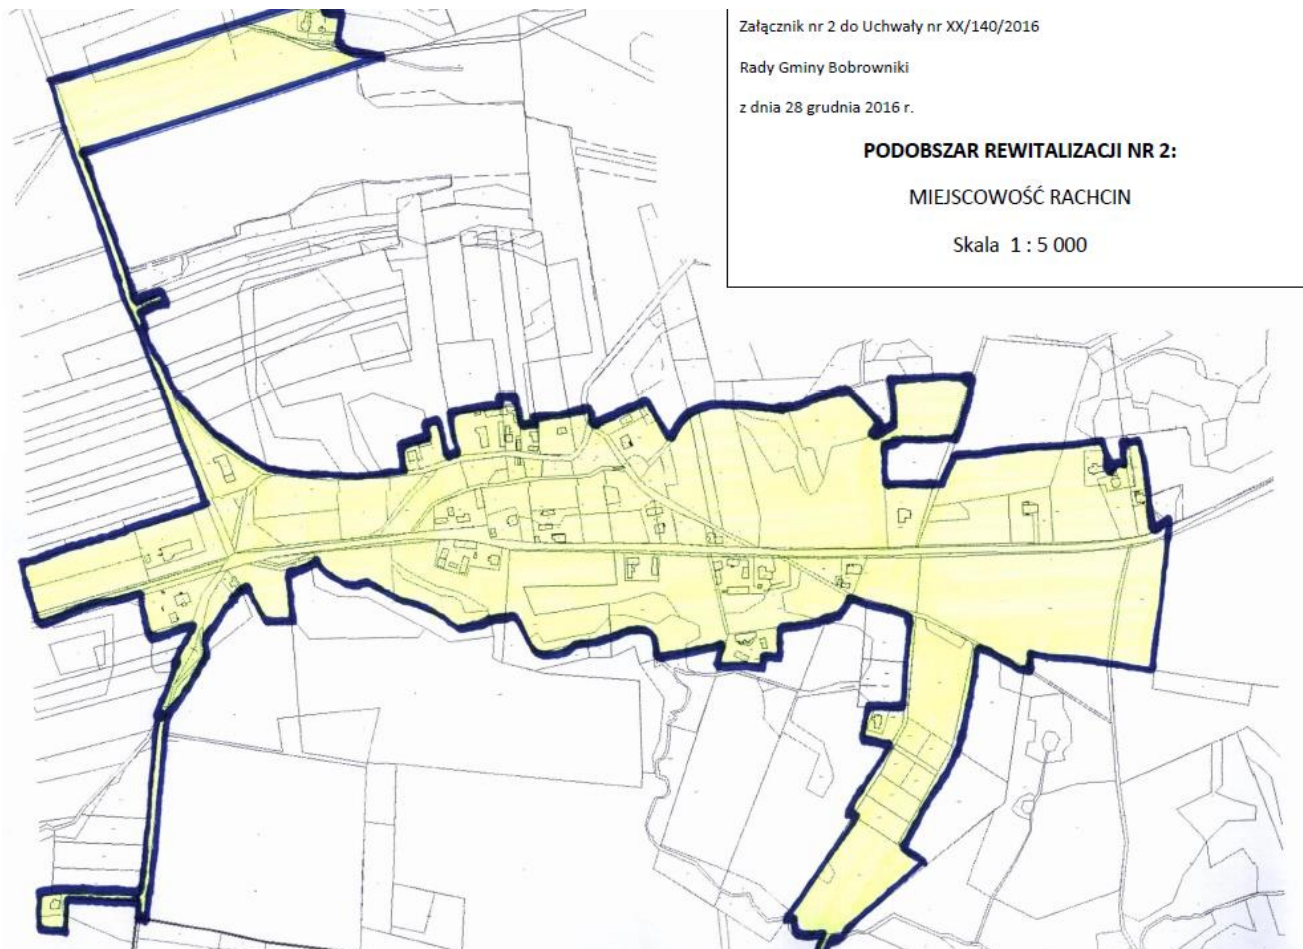 Załącznik nr 2 do Uchwały nr XX/140/2016
Rady Gminy Bobrowniki
z dnia 28 grudnia 2016 r.
PODOBSZAR REWITALIZACJI NR 2:
MIEJSCOWOŚĆ RACHCIN
Skala 1 : 5 000